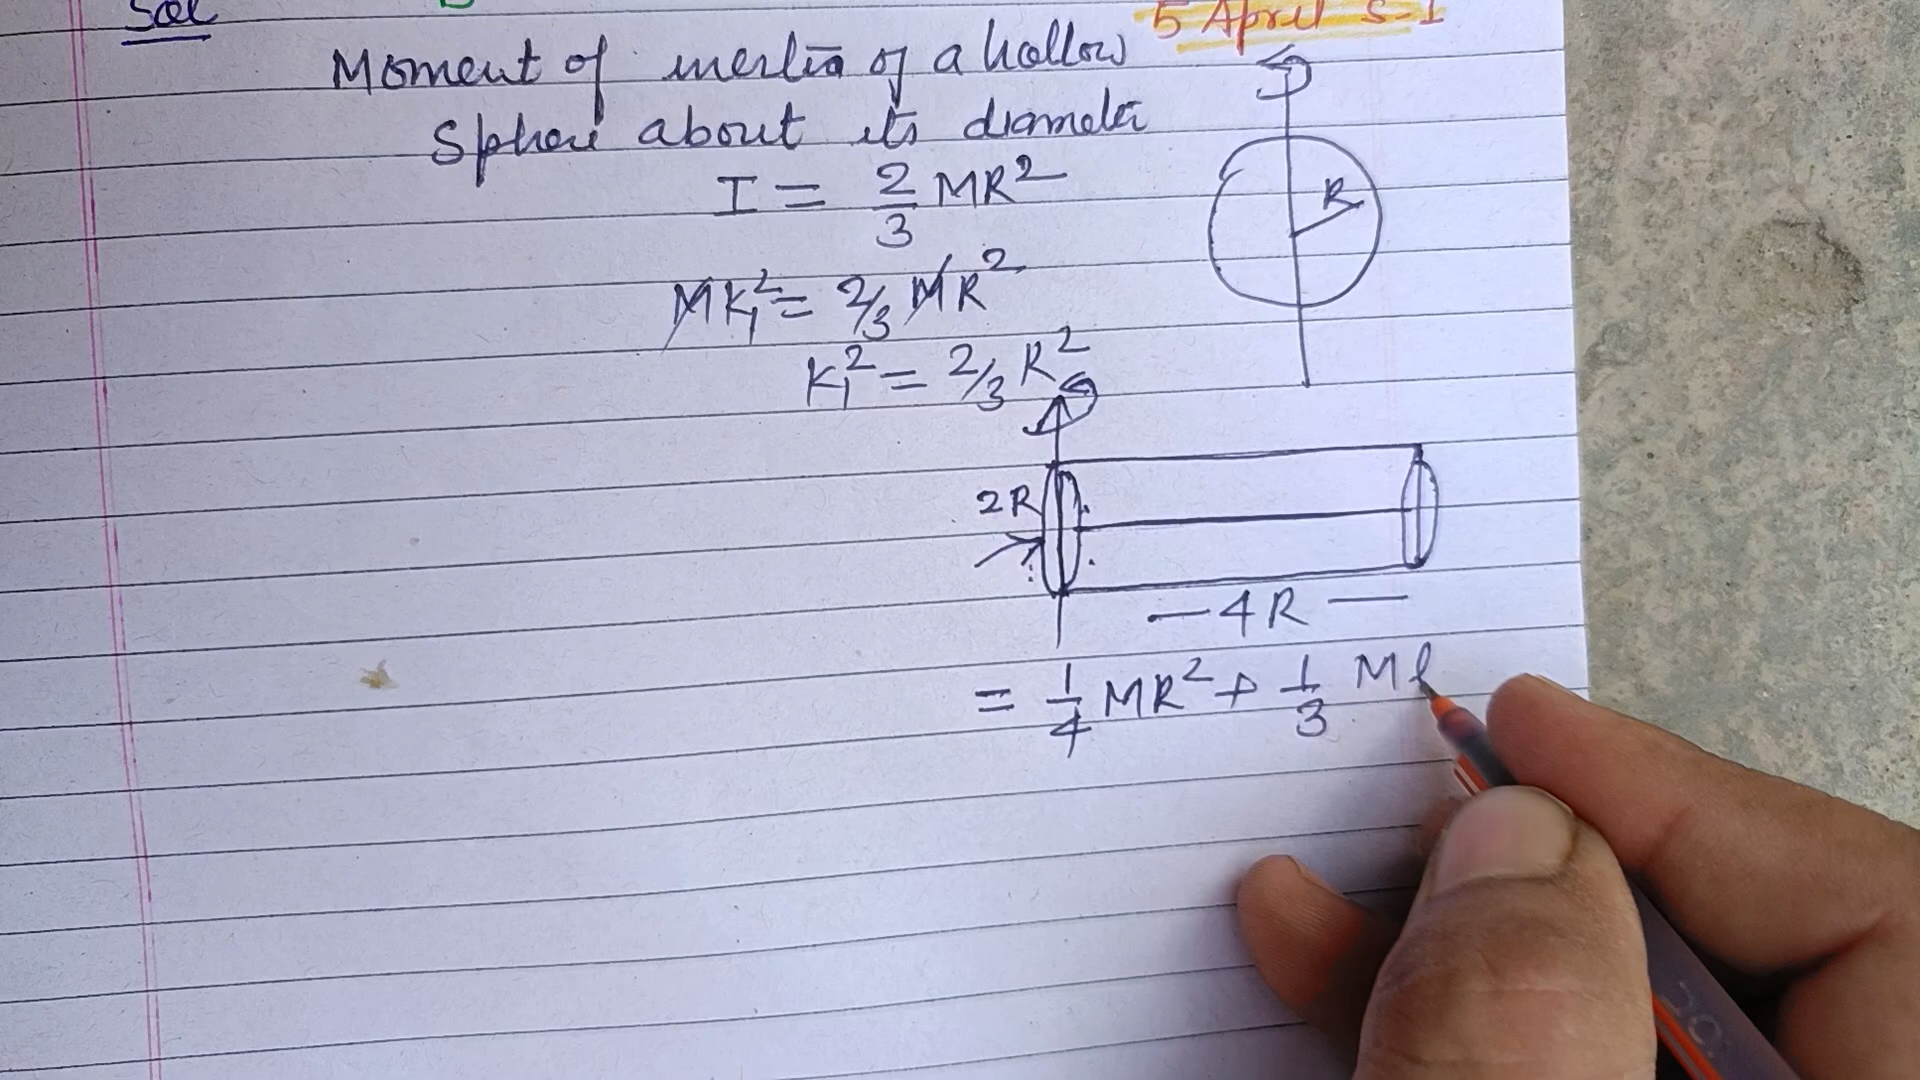 Sol
5 April S-I
Moment of inertia of a hollow
Sphere about its diameter
I = 2/3 MR²
R
MK₁² = 2/3 MR²
K₁² = 2/3 R²
2R
4R
= 1/4 MR² + 1/3 Ml